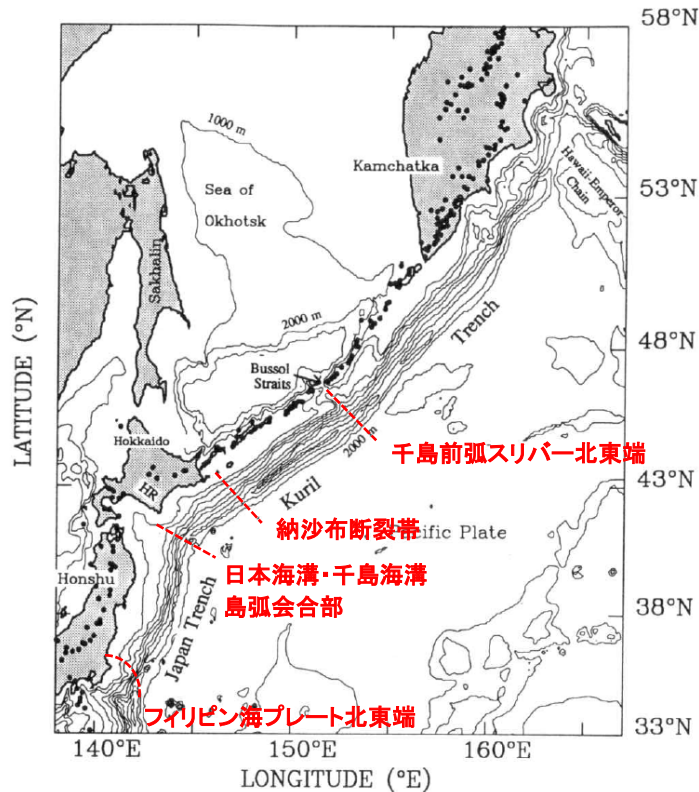 58°N
1000 m
Kamchatka
Sea of
Okhotsk
Hawaii-Emperor
Chain
53°N
Sakhalin
2000 m
Trench
48°N
Bussol
Straits
Hokkaido
2000 m
千島前弧スリバー北東端
HR
Kuril
43°N
納沙布断裂帯
acific Plate
日本海溝・千島海溝
島弧会合部
Honshu
Japan Trench
38°N
フィリピン海プレート北東端
33°N
140°E
150°E
160°E
LONGITUDE (°E)
LATITUDE (°N)